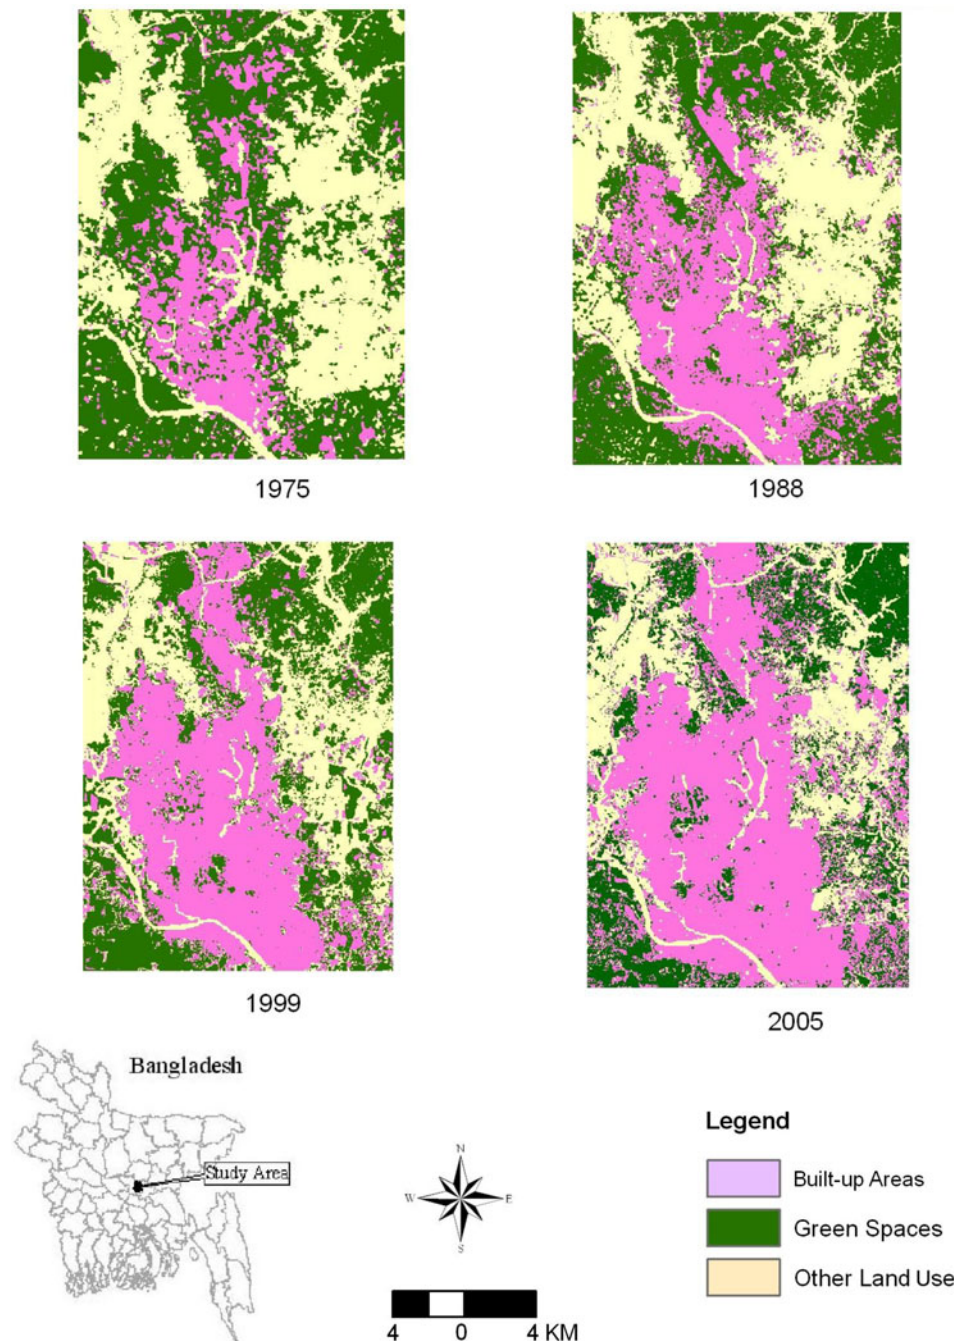 1975
1988
1999
2005
Bangladesh
Study Area
N
W E
S
4 0 4 KM
Legend
Built-up Areas
Green Spaces
Other Land Use